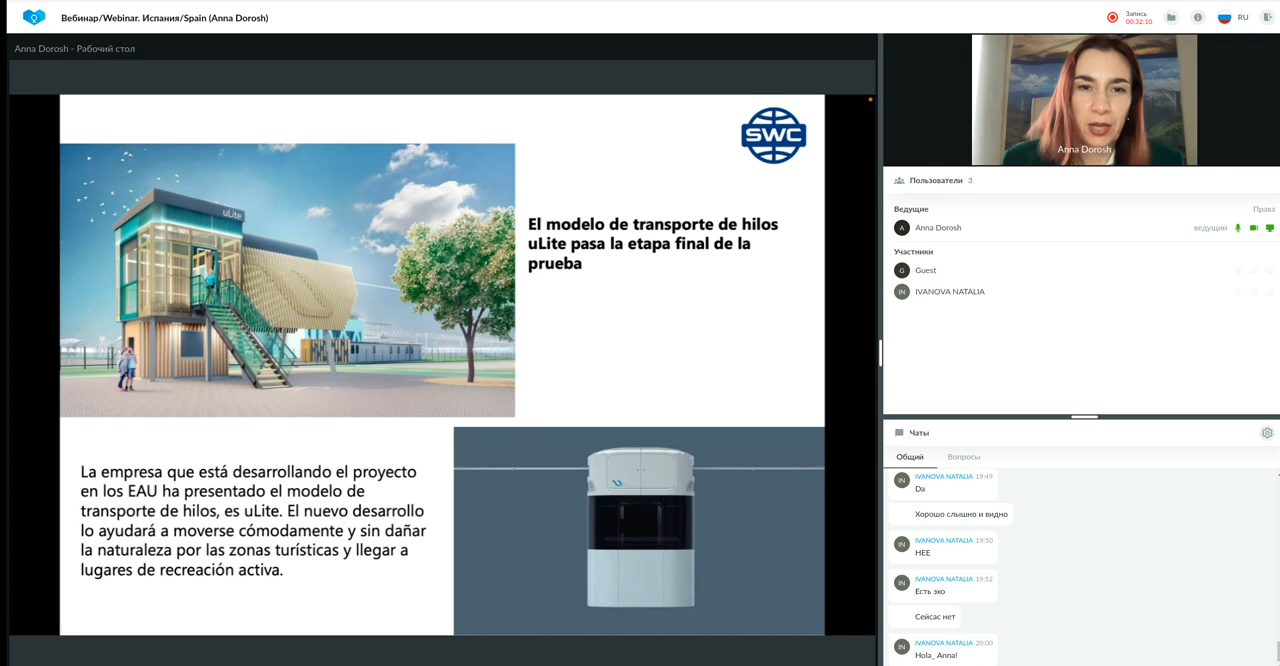 Вебинар/Webinar. Испания/Spain (Anna Dorosh)
Запись
00:32:10
RU
Anna Dorosh - Рабочий стол
SWC
uLite
El modelo de transporte de hilos
uLite pasa la etapa final de la
prueba
La empresa que está desarrollando el proyecto
en los EAU ha presentado el modelo de
transporte de hilos, es uLite. El nuevo desarrollo
lo ayudará a moverse cómodamente y sin dañar
la naturaleza por las zonas turísticas y llegar a
lugares de recreación activa.
Anna Dorosh
Пользователи 3
Ведущие Права
A Anna Dorosh ведущий
Участники
G Guest
IN IVANOVA NATALIA
Чаты
Общий Вопросы
IN IVANOVA NATALIA 19:49
Da
Хорошо слышно и видно
IN IVANOVA NATALIA 19:50
НЕЕ
IN IVANOVA NATALIA 19:52
Есть эхо
Сейсас нет
IN IVANOVA NATALIA 20:00
Hola_ Anna!